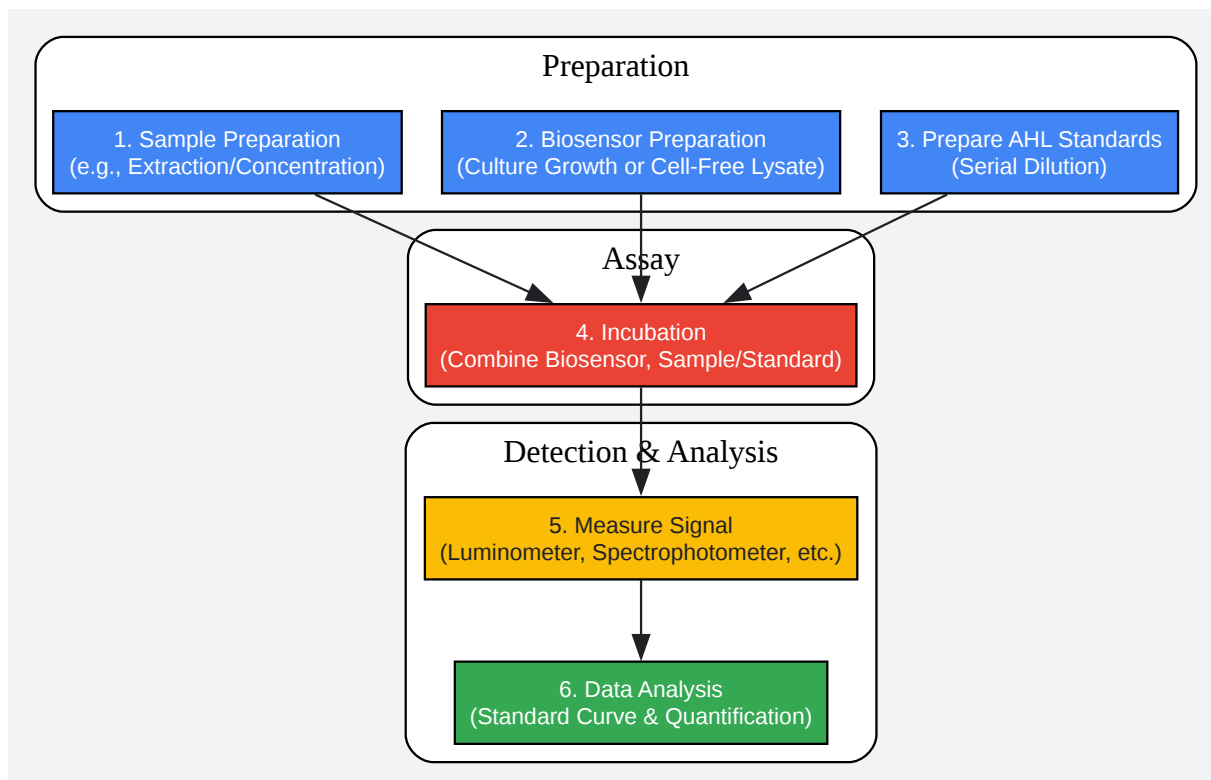 Preparation
1. Sample Preparation
(e.g., Extraction/Concentration)
2. Biosensor Preparation
(Culture Growth or Cell-Free Lysate)
3. Prepare AHL Standards
(Serial Dilution)
Assay
4. Incubation
(Combine Biosensor, Sample/Standard)
Detection & Analysis
5. Measure Signal
(Luminometer, Spectrophotometer, etc.)
6. Data Analysis
(Standard Curve & Quantification)